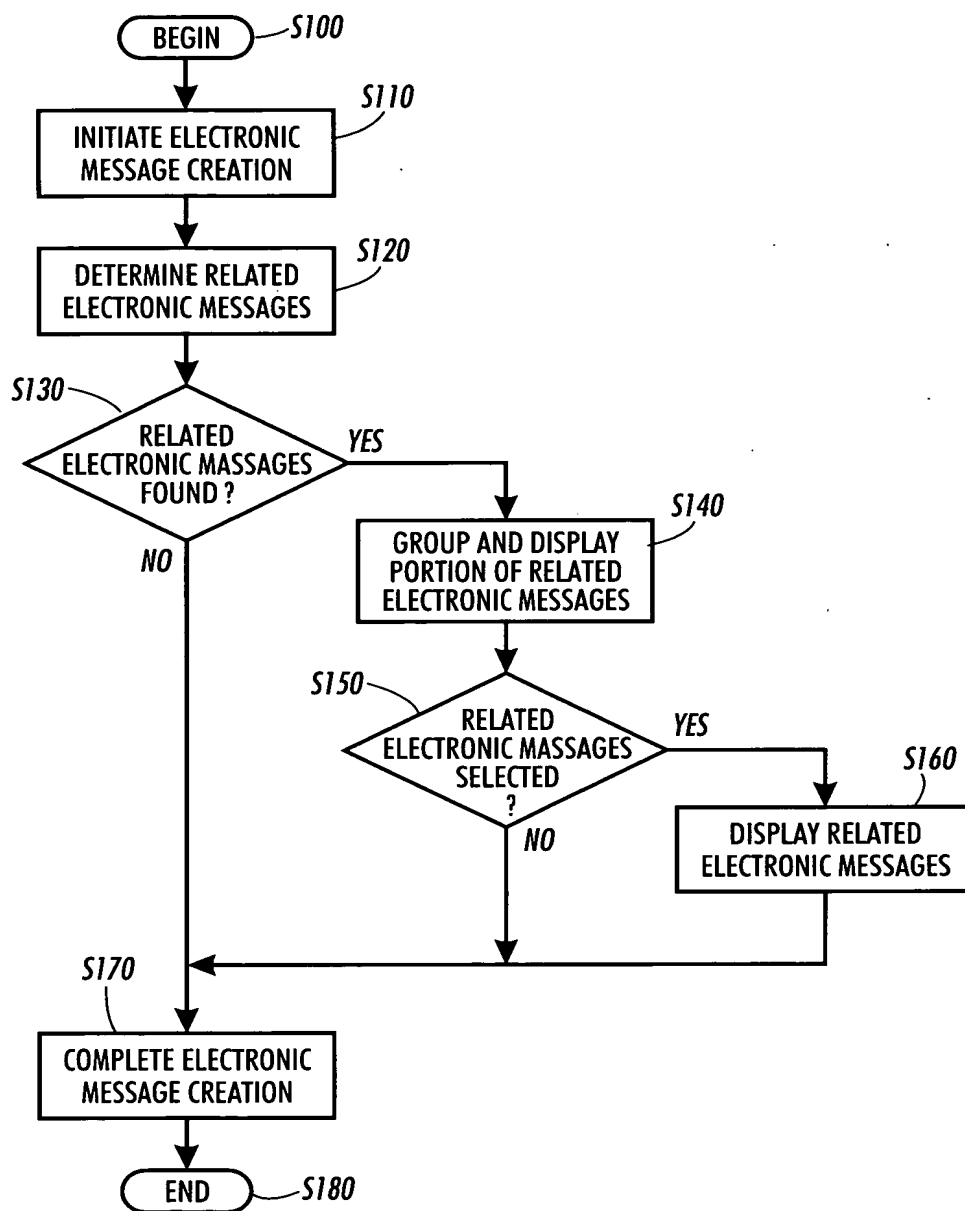 BEGIN
S100
S110
INITIATE ELECTRONIC
MESSAGE CREATION
S120
DETERMINE RELATED
ELECTRONIC MESSAGES
S130
RELATED
ELECTRONIC MASSAGES
FOUND ?
YES
NO
S140
GROUP AND DISPLAY
PORTION OF RELATED
ELECTRONIC MESSAGES
S150
RELATED
ELECTRONIC MASSAGES
SELECTED
?
YES
NO
S160
DISPLAY RELATED
ELECTRONIC MESSAGES
S170
COMPLETE ELECTRONIC
MESSAGE CREATION
END
S180